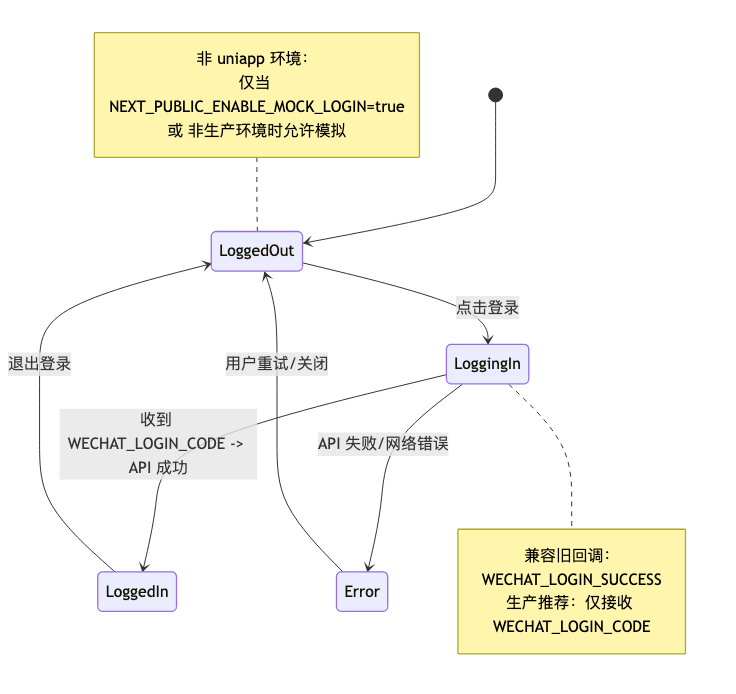 非 uniapp 环境：
仅当
NEXT_PUBLIC_ENABLE_MOCK_LOGIN=true
或 非生产环境时允许模拟
LoggedOut
点击登录
LoggingIn
退出登录
用户重试/关闭
收到
WECHAT_LOGIN_CODE ->
API 成功
API 失败/网络错误
LoggedIn
Error
兼容旧回调：
WECHAT_LOGIN_SUCCESS
生产推荐：仅接收
WECHAT_LOGIN_CODE